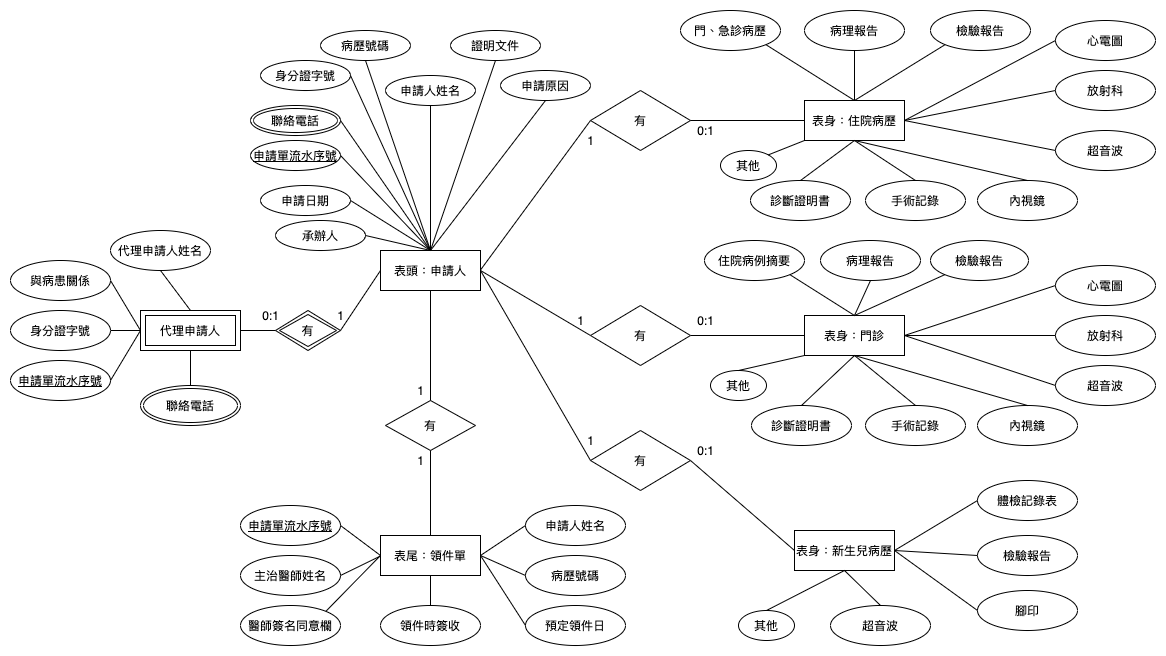 門、急診病歷
病理報告
檢驗報告
心電圖
放射科
超音波
表身：住院病歷
其他
診斷證明書
手術記錄
內視鏡
有
1
0:1
病歷號碼
證明文件
身分證字號
申請人姓名
申請原因
聯絡電話
申請單流水序號
申請日期
承辦人
表頭：申請人
代理申請人姓名
與病患關係
身分證字號
申請單流水序號
代理申請人
聯絡電話
0:1
有
1
住院病例摘要
病理報告
檢驗報告
心電圖
放射科
超音波
表身：門診
其他
診斷證明書
手術記錄
內視鏡
1
有
0:1
1
有
1
1
有
0:1
體檢記錄表
檢驗報告
腳印
表身：新生兒病歷
其他
超音波
申請單流水序號
主治醫師姓名
醫師簽名同意欄
表尾：領件單
領件時簽收
申請人姓名
病歷號碼
預定領件日